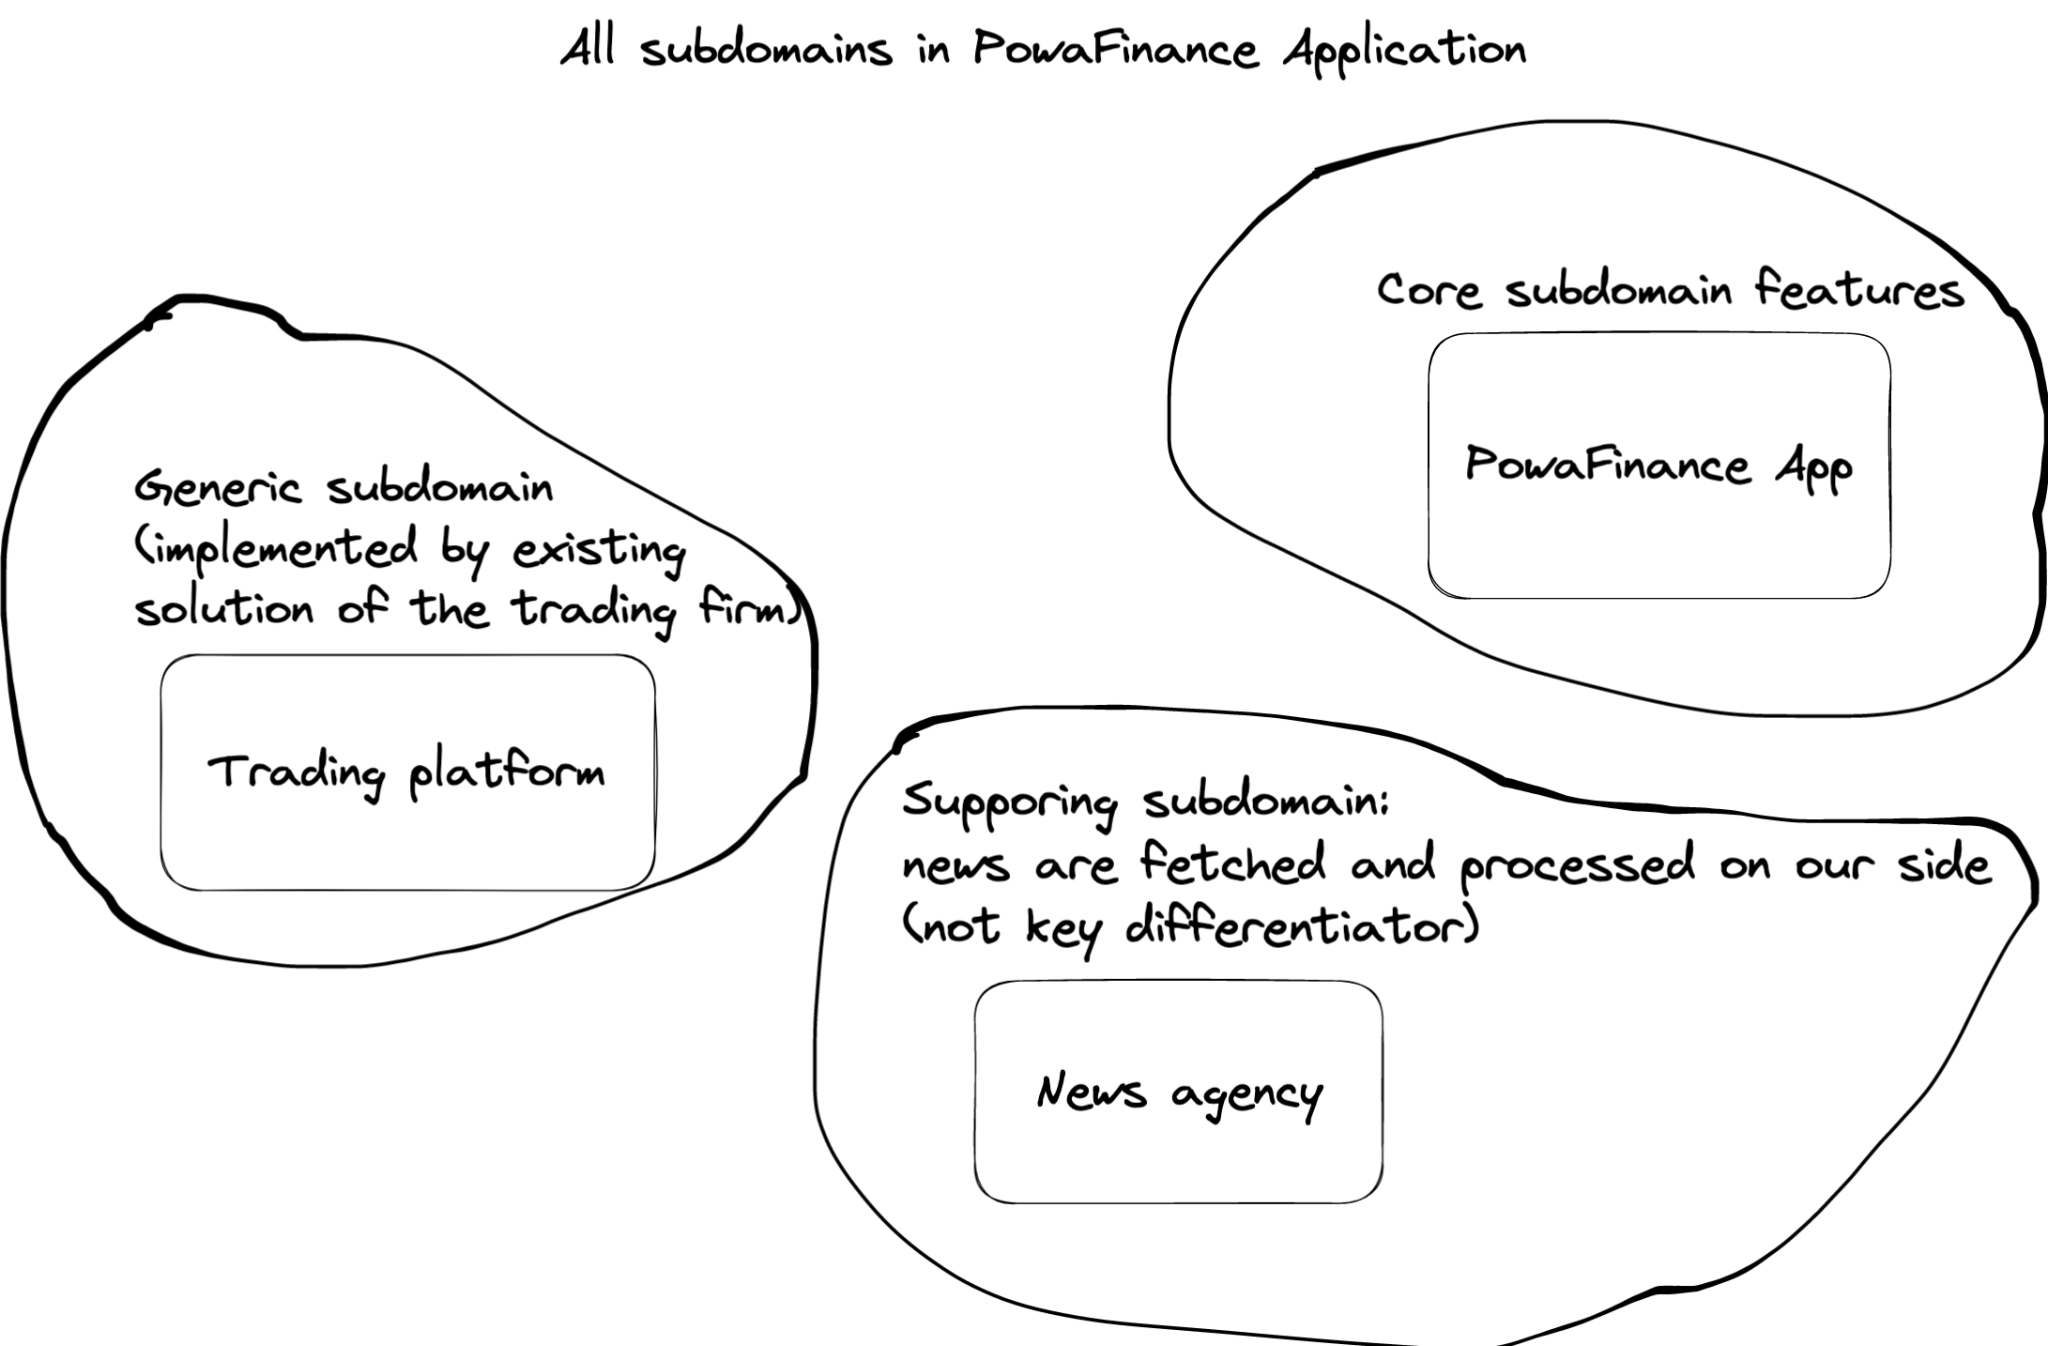 All subdomains in PowaFinance Application
Core subdomain features
PowaFinance App
Generic subdomain
(implemented by existing
solution of the trading firm)
Trading platform
Supporing subdomain:
news are fetched and processed on our side
(not key differentiator)
News agency